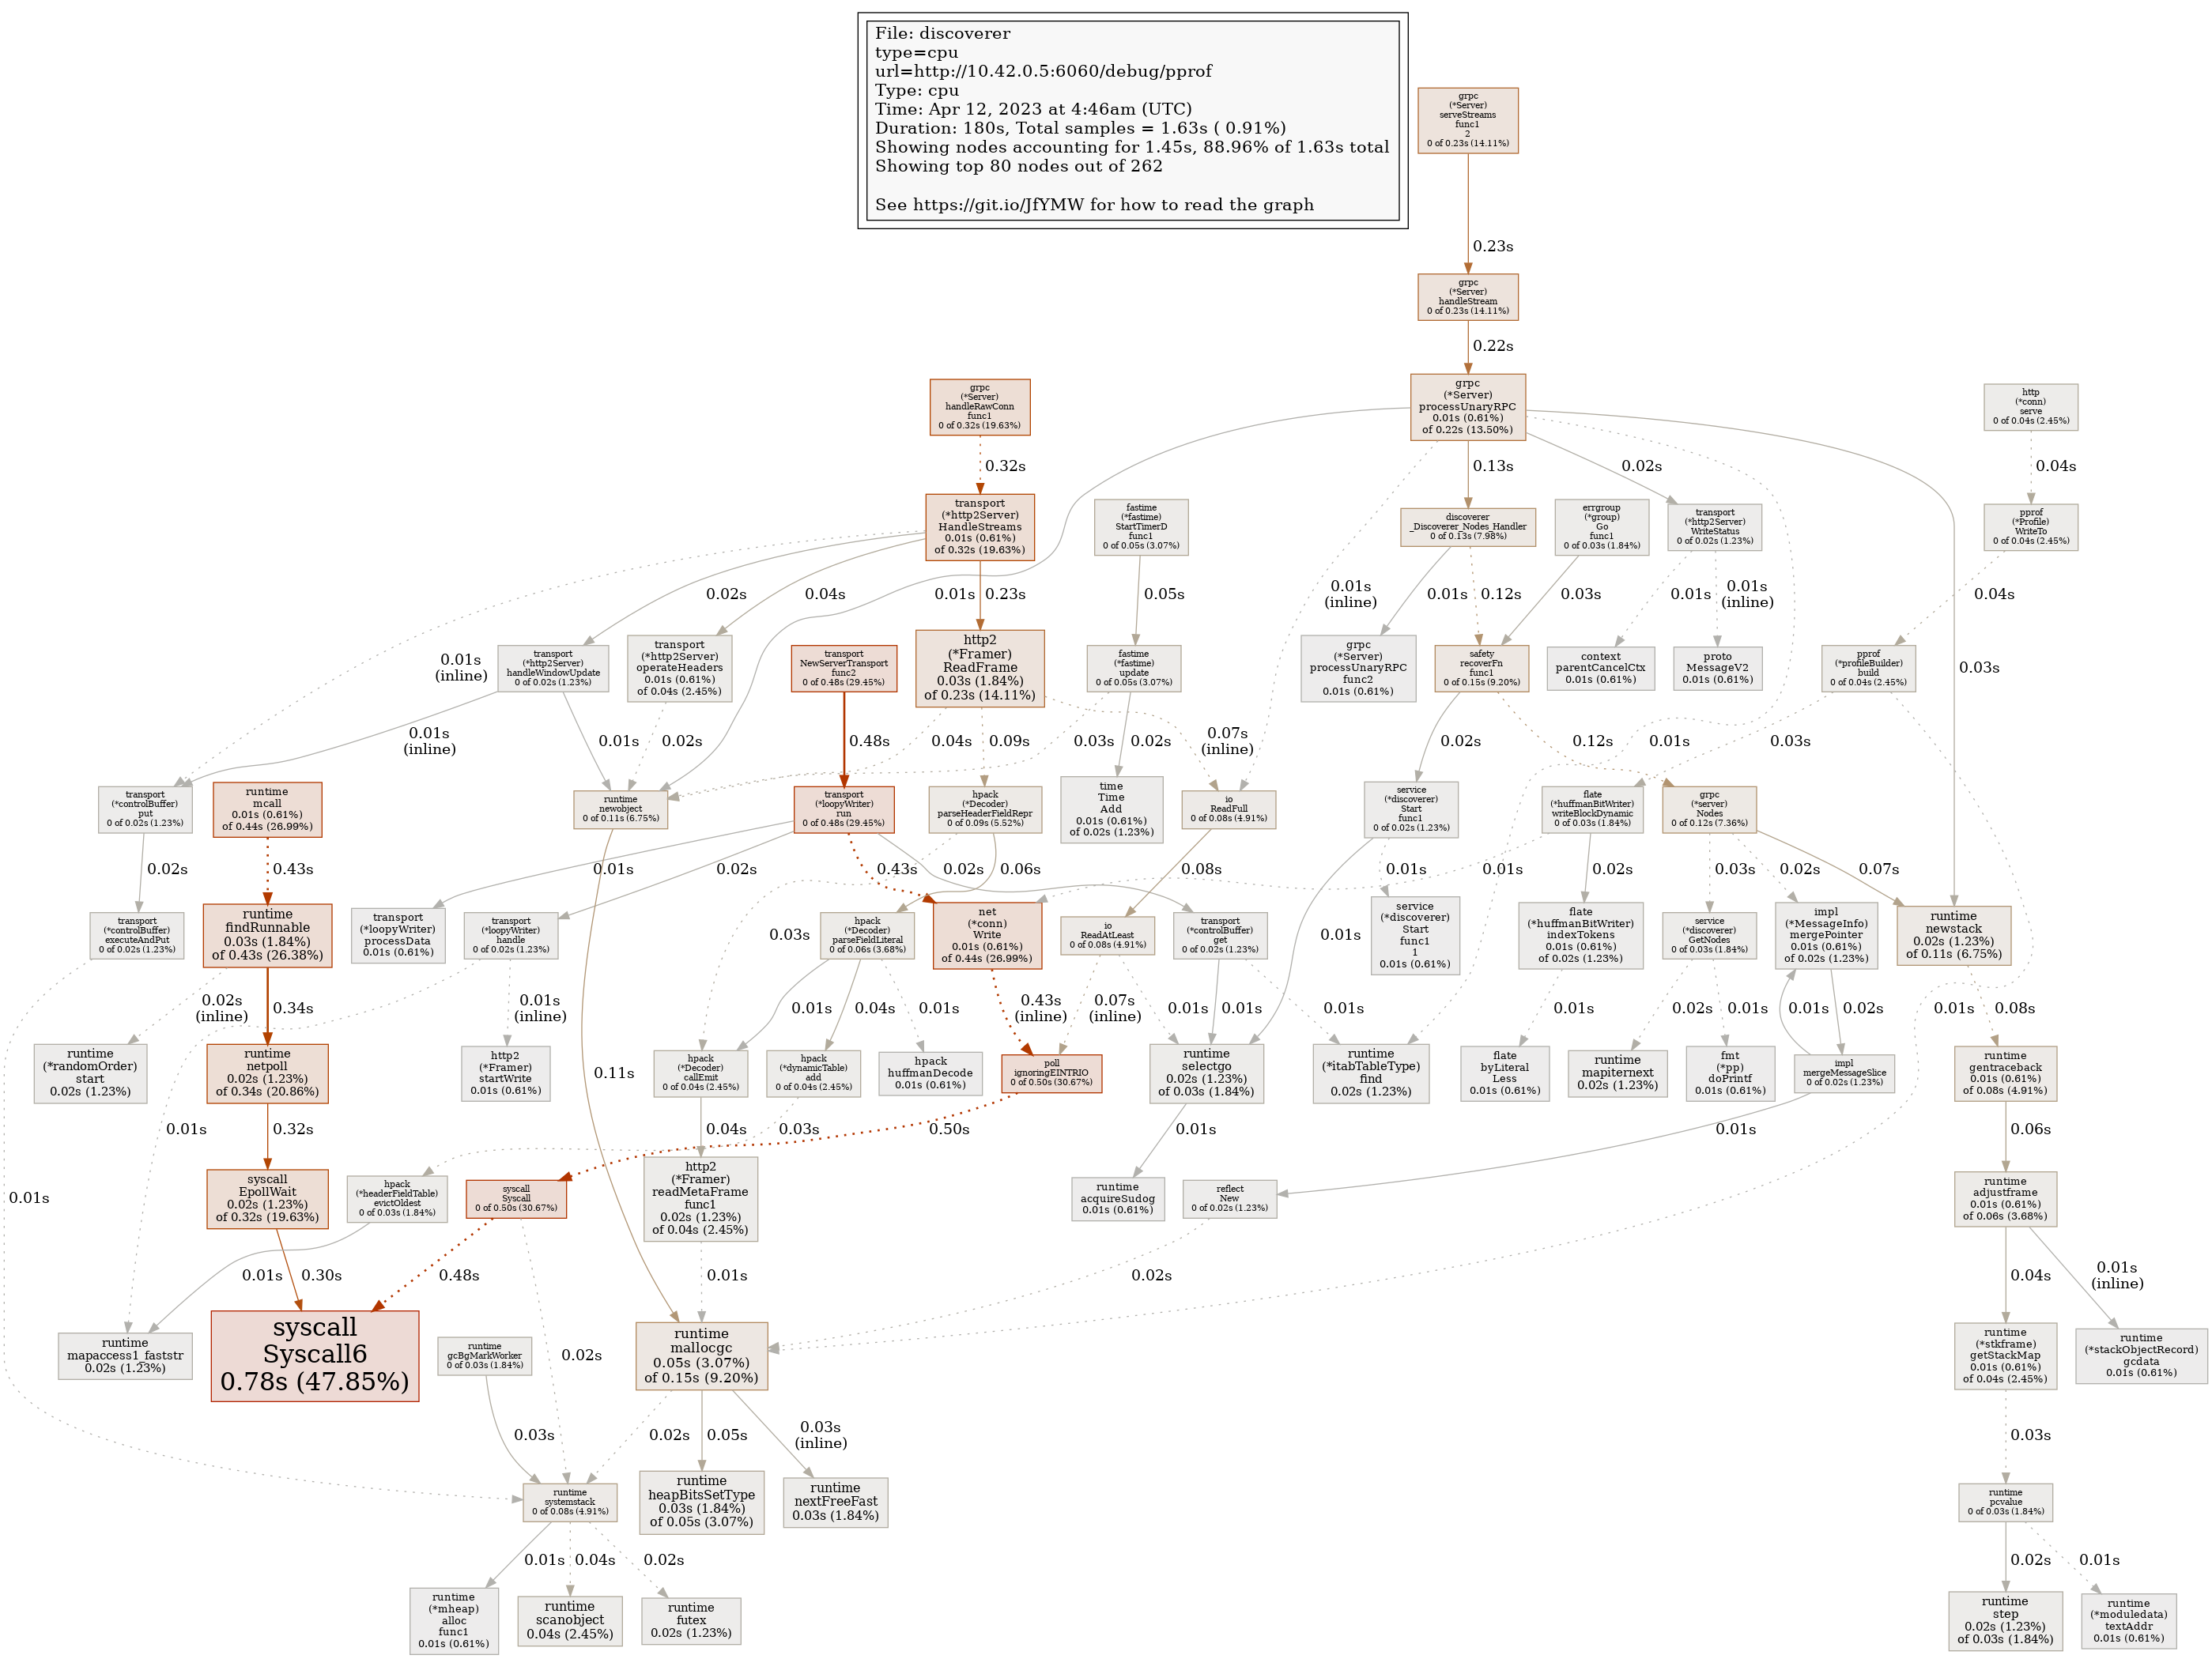 File: discoverer
type=cpu
url=http://10.42.0.5:6060/debug/pprof
Type: cpu
Time: Apr 12, 2023 at 4:46am (UTC)
Duration: 180s, Total samples = 1.63s ( 0.91%)
Showing nodes accounting for 1.45s, 88.96% of 1.63s total
Showing top 80 nodes out of 262
See https://git.io/JfYMW for how to read the graph
grpc
(*Server)
serveStreams
func1
2
0 of 0.23s (14.11%)
0.23s
grpc
(*Server)
handleStream
0 of 0.23s (14.11%)
0.22s
grpc
(*Server)
handleRawConn
func1
0 of 0.32s (19.63%)
grpc
(*Server)
processUnaryRPC
0.01s (0.61%)
of 0.22s (13.50%)
http
(*conn)
serve
0 of 0.04s (2.45%)
0.32s
0.13s
0.02s
0.04s
transport
(*http2Server)
HandleStreams
0.01s (0.61%)
of 0.32s (19.63%)
fastime
(*fastime)
StartTimerD
func1
0 of 0.05s (3.07%)
discoverer
_Discoverer_Nodes_Handler
0 of 0.13s (7.98%)
errgroup
(*group)
Go
func1
0 of 0.03s (1.84%)
transport
(*http2Server)
WriteStatus
0 of 0.02s (1.23%)
pprof
(*Profile)
WriteTo
0 of 0.04s (2.45%)
0.01s
(inline)
0.02s
0.04s
0.23s
0.01s
0.05s
0.01s
(inline)
0.01s
0.12s
0.03s
0.01s
0.01s
(inline)
0.04s
0.03s
transport
(*http2Server)
handleWindowUpdate
0 of 0.02s (1.23%)
transport
(*http2Server)
operateHeaders
0.01s (0.61%)
of 0.04s (2.45%)
transport
NewServerTransport
func2
0 of 0.48s (29.45%)
http2
(*Framer)
ReadFrame
0.03s (1.84%)
of 0.23s (14.11%)
fastime
(*fastime)
update
0 of 0.05s (3.07%)
grpc
(*Server)
processUnaryRPC
func2
0.01s (0.61%)
safety
recoverFn
func1
0 of 0.15s (9.20%)
context
parentCancelCtx
0.01s (0.61%)
proto
MessageV2
0.01s (0.61%)
pprof
(*profileBuilder)
build
0 of 0.04s (2.45%)
0.01s
(inline)
0.01s
0.02s
0.48s
0.04s
0.09s
0.03s
0.02s
0.07s
(inline)
0.02s
0.12s
0.01s
0.03s
transport
(*controlBuffer)
put
0 of 0.02s (1.23%)
runtime
mcall
0.01s (0.61%)
of 0.44s (26.99%)
runtime
newobject
0 of 0.11s (6.75%)
transport
(*loopyWriter)
run
0 of 0.48s (29.45%)
hpack
(*Decoder)
parseHeaderFieldRepr
0 of 0.09s (5.52%)
time
Time
Add
0.01s (0.61%)
of 0.02s (1.23%)
io
ReadFull
0 of 0.08s (4.91%)
service
(*discoverer)
Start
func1
0 of 0.02s (1.23%)
flate
(*huffmanBitWriter)
writeBlockDynamic
0 of 0.03s (1.84%)
grpc
(*server)
Nodes
0 of 0.12s (7.36%)
0.02s
0.43s
0.01s
0.02s
0.43s
0.02s
0.06s
0.08s
0.01s
0.01s
0.02s
0.03s
0.02s
0.07s
transport
(*controlBuffer)
executeAndPut
0 of 0.02s (1.23%)
runtime
findRunnable
0.03s (1.84%)
of 0.43s (26.38%)
transport
(*loopyWriter)
processData
0.01s (0.61%)
transport
(*loopyWriter)
handle
0 of 0.02s (1.23%)
0.03s
hpack
(*Decoder)
parseFieldLiteral
0 of 0.06s (3.68%)
net
(*conn)
Write
0.01s (0.61%)
of 0.44s (26.99%)
io
ReadAtLeast
0 of 0.08s (4.91%)
transport
(*controlBuffer)
get
0 of 0.02s (1.23%)
0.01s
service
(*discoverer)
Start
func1
1
0.01s (0.61%)
flate
(*huffmanBitWriter)
indexTokens
0.01s (0.61%)
of 0.02s (1.23%)
service
(*discoverer)
GetNodes
0 of 0.03s (1.84%)
impl
(*MessageInfo)
mergePointer
0.01s (0.61%)
of 0.02s (1.23%)
runtime
newstack
0.02s (1.23%)
of 0.11s (6.75%)
0.02s
(inline)
0.34s
0.01s
(inline)
0.01s
0.04s
0.01s
0.43s
(inline)
0.07s
(inline)
0.01s
0.01s
0.01s
0.01s
0.02s
0.01s
0.01s
0.02s
0.01s
0.08s
runtime
(*randomOrder)
start
0.02s (1.23%)
runtime
netpoll
0.02s (1.23%)
of 0.34s (20.86%)
http2
(*Framer)
startWrite
0.01s (0.61%)
0.11s
hpack
(*Decoder)
callEmit
0 of 0.04s (2.45%)
hpack
(*dynamicTable)
add
0 of 0.04s (2.45%)
hpack
huffmanDecode
0.01s (0.61%)
poll
ignoringEINTRIO
0 of 0.50s (30.67%)
runtime
selectgo
0.02s (1.23%)
of 0.03s (1.84%)
runtime
(*itabTableType)
find
0.02s (1.23%)
flate
byLiteral
Less
0.01s (0.61%)
runtime
mapiternext
0.02s (1.23%)
fmt
(*pp)
doPrintf
0.01s (0.61%)
impl
mergeMessageSlice
0 of 0.02s (1.23%)
runtime
gentraceback
0.01s (0.61%)
of 0.08s (4.91%)
0.01s
0.32s
0.04s
0.03s
0.50s
0.01s
0.01s
0.06s
0.01s
syscall
EpollWait
0.02s (1.23%)
of 0.32s (19.63%)
hpack
(*headerFieldTable)
evictOldest
0 of 0.03s (1.84%)
syscall
Syscall
0 of 0.50s (30.67%)
http2
(*Framer)
readMetaFrame
func1
0.02s (1.23%)
of 0.04s (2.45%)
runtime
acquireSudog
0.01s (0.61%)
reflect
New
0 of 0.02s (1.23%)
runtime
adjustframe
0.01s (0.61%)
of 0.06s (3.68%)
0.01s
0.30s
0.48s
0.02s
0.01s
0.02s
0.04s
0.01s
(inline)
runtime
mapaccess1_faststr
0.02s (1.23%)
syscall
Syscall6
0.78s (47.85%)
runtime
gcBgMarkWorker
0 of 0.03s (1.84%)
runtime
mallocgc
0.05s (3.07%)
of 0.15s (9.20%)
runtime
(*stkframe)
getStackMap
0.01s (0.61%)
of 0.04s (2.45%)
runtime
(*stackObjectRecord)
gcdata
0.01s (0.61%)
0.03s
0.02s
0.05s
0.03s
(inline)
0.03s
runtime
systemstack
0 of 0.08s (4.91%)
runtime
heapBitsSetType
0.03s (1.84%)
of 0.05s (3.07%)
runtime
nextFreeFast
0.03s (1.84%)
runtime
pcvalue
0 of 0.03s (1.84%)
0.01s
0.04s
0.02s
0.02s
0.01s
runtime
(*mheap)
alloc
func1
0.01s (0.61%)
runtime
scanobject
0.04s (2.45%)
runtime
futex
0.02s (1.23%)
runtime
step
0.02s (1.23%)
of 0.03s (1.84%)
runtime
(*moduledata)
textAddr
0.01s (0.61%)